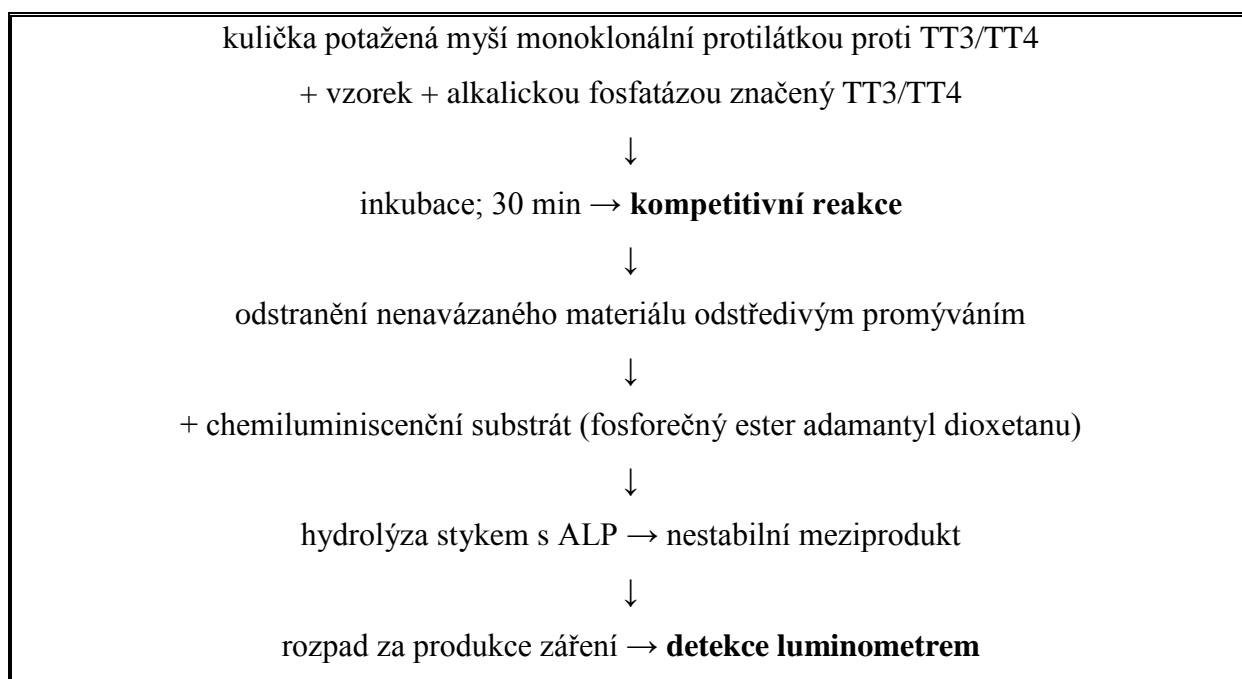 kulička potažená myší monoklonální protilátkou proti TT3/TT4
+ vzorek + alkalickou fosfatázou značený TT3/TT4
↓
inkubace; 30 min → kompetitivní reakce
↓
odstranění nenavázaného materiálu odstředivým promýváním
↓
+ chemiluminiscenční substrát (fosforečný ester adamantyl dioxetanu)
↓
hydrolýza stykem s ALP → nestabilní meziprodukt
↓
rozpad za produkce záření → detekce luminometrem